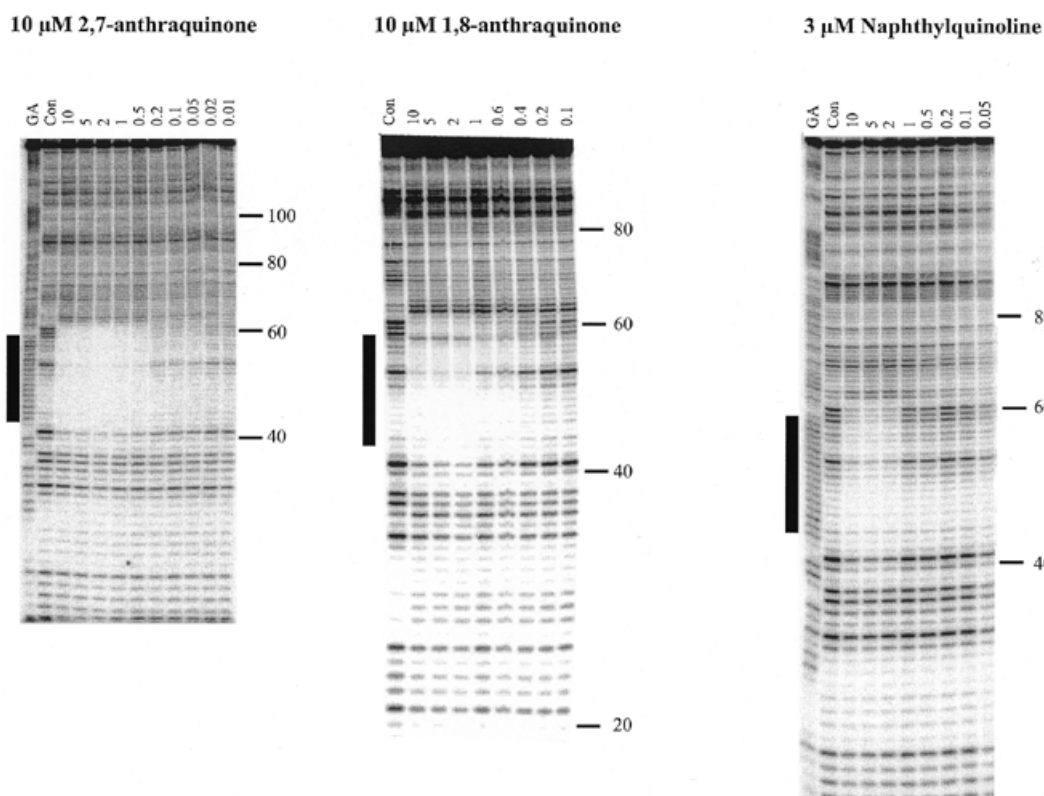 10 µM 2,7-anthraquinone
10 µM 1,8-anthraquinone
3 µM Naphthylquinoline
GA Con 10 5 2 1 0.5 0.2 0.1 0.05 0.02 0.01
100
80
60
40
Con 10 5 2 1 0.6 0.4 0.2 0.1
80
60
40
20
GA Con 10 5 2 1 0.5 0.2 0.1 0.05
8
6
4